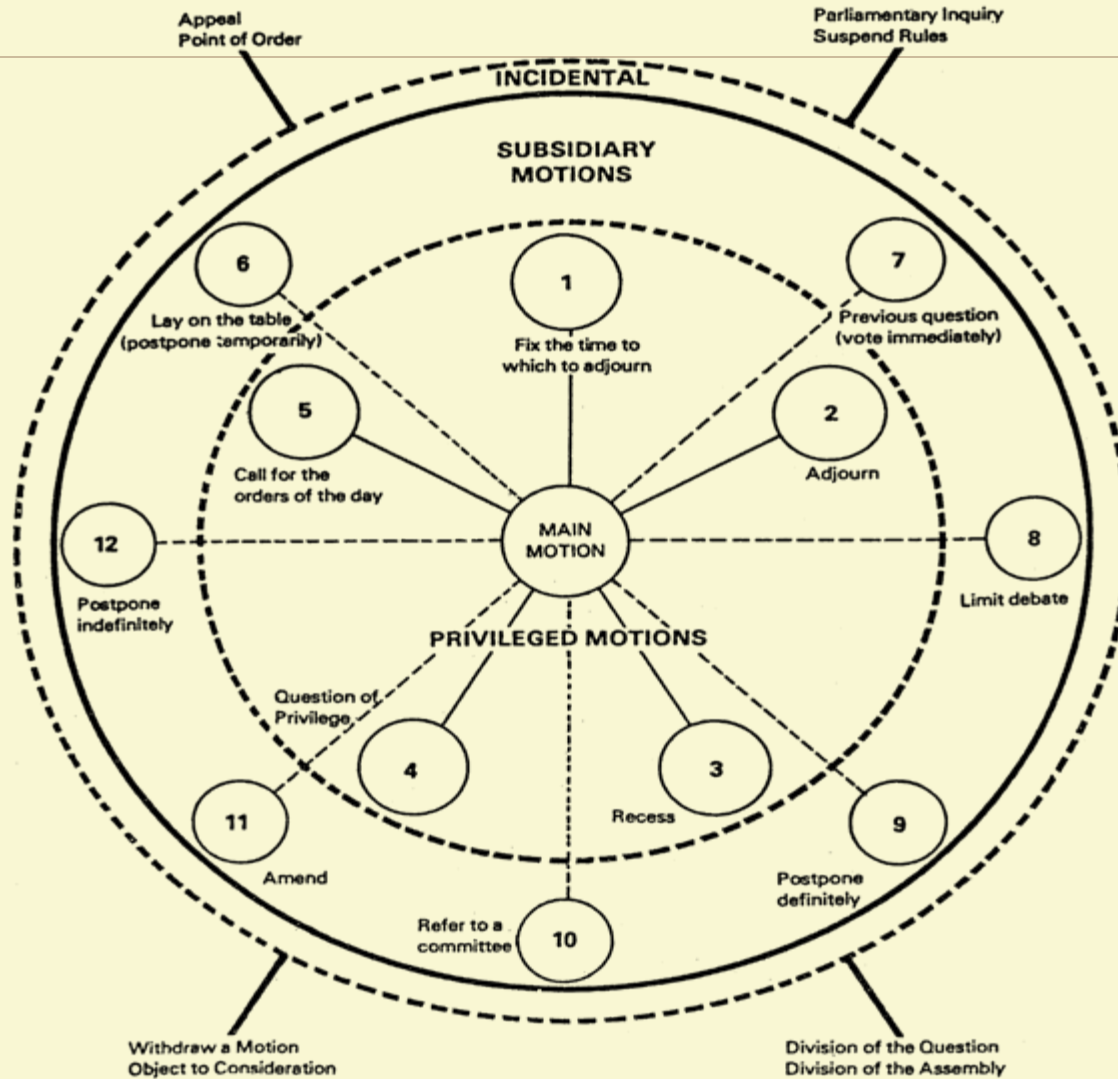 Appeal
Point of Order
Parliamentary Inquiry
Suspend Rules
INCIDENTAL
SUBSIDIARY
MOTIONS
6
Lay on the table
(postpone temporarily)
1
Fix the time to
which to adjourn
7
Previous question
(vote immediately)
5
Call for the
orders of the day
2
Adjourn
MAIN
MOTION
12
Postpone
indefinitely
8
Limit debate
PRIVILEGED MOTIONS
Question of
Privilege
4
3
Recess
11
Amend
9
Postpone
definitely
Refer to a
committee
10
Withdraw a Motion
Object to Consideration
Division of the Question
Division of the Assembly